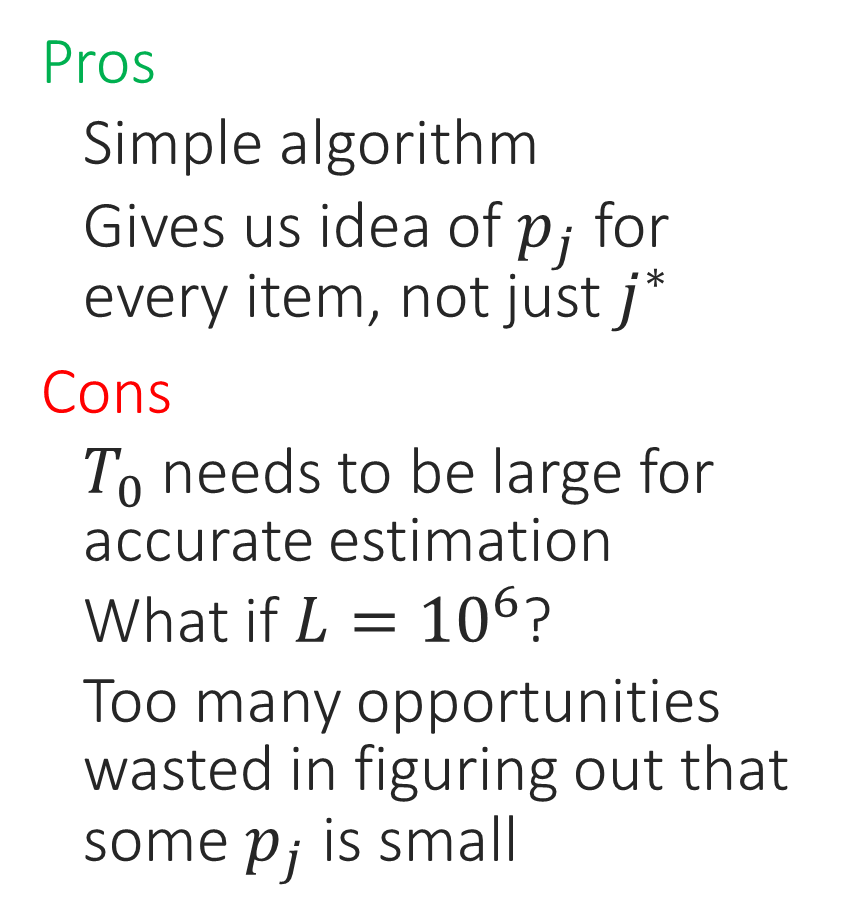 Pros
Simple algorithm
Gives us idea of $p_j$ for
every item, not just $j^*$
Cons
$T_0$ needs to be large for
accurate estimation
What if $L = 10^6$?
Too many opportunities
wasted in figuring out that
some $p_j$ is small